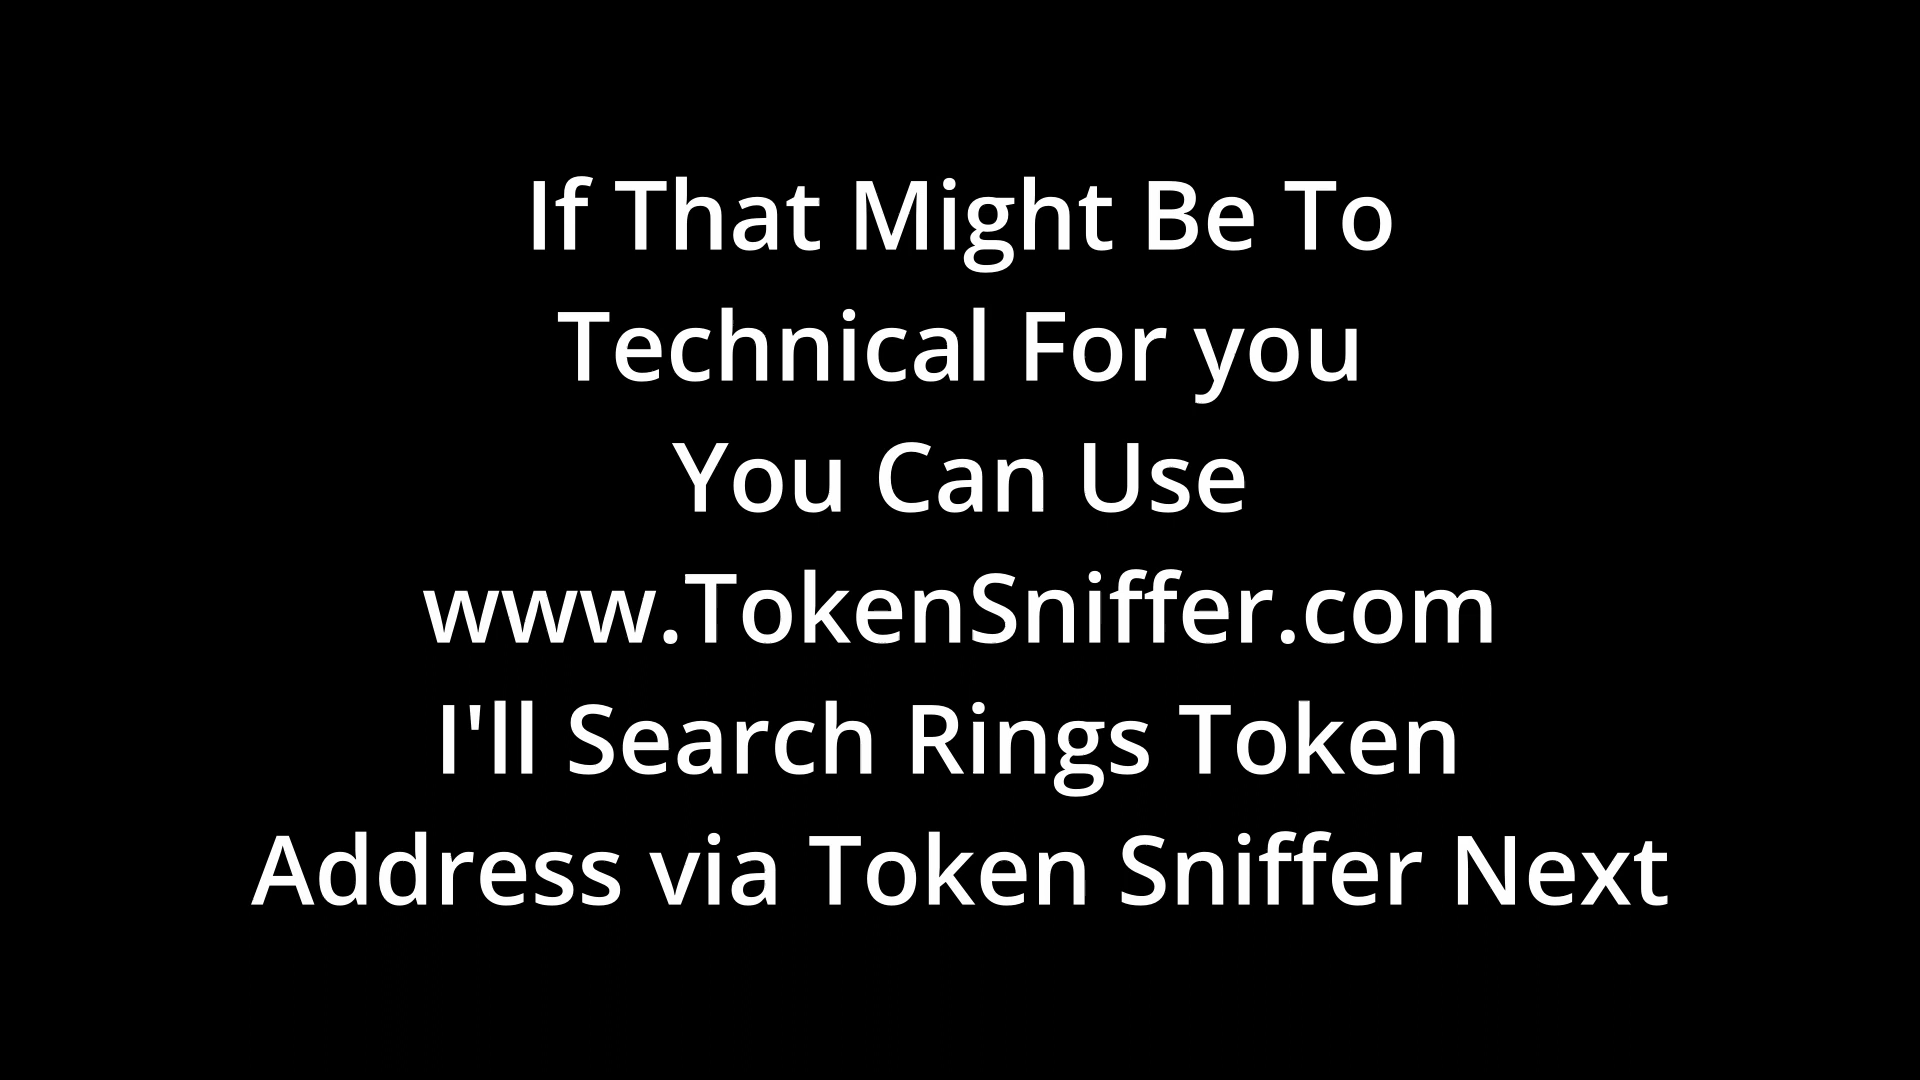 If That Might Be To
Technical For you
You Can Use
www.TokenSniffer.com
I'll Search Rings Token
Address via Token Sniffer Next